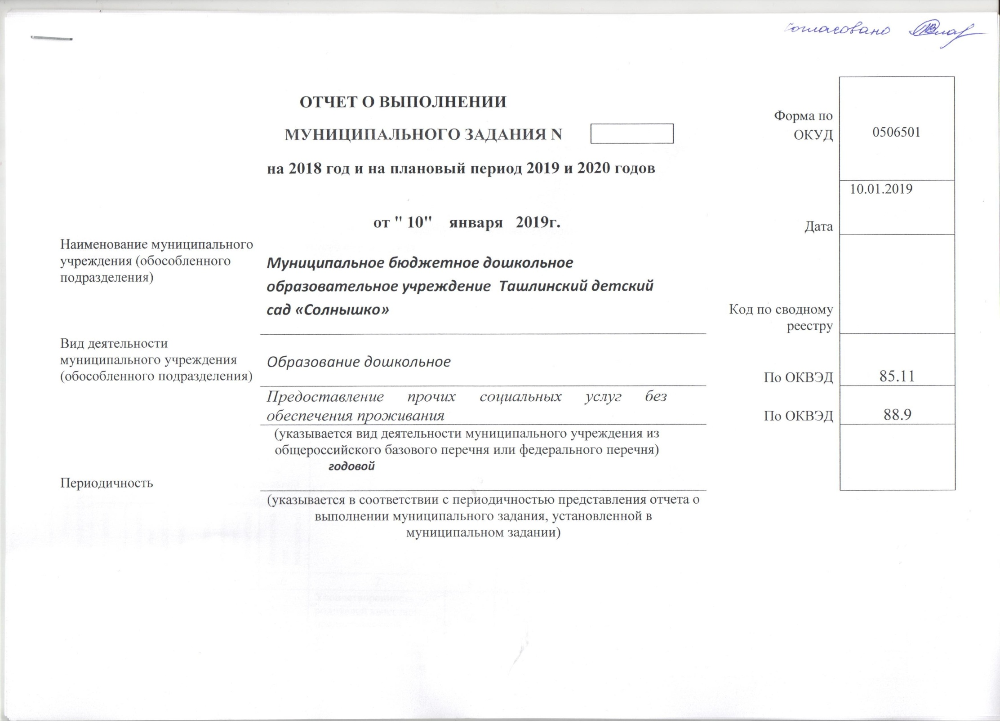 согласовано
ОТЧЕТ О ВЫПОЛНЕНИИ
МУНИЦИПАЛЬНОГО ЗАДАНИЯ N
на 2018 год и на плановый период 2019 и 2020 годов
от " 10" января 2019г.
Форма по
ОКУД
0506501
10.01.2019
Дата
Наименование муниципального
учреждения (обособленного
подразделения)
Муниципальное бюджетное дошкольное
образовательное учреждение Ташлинский детский
сад «Солнышко»
Код по сводному
реестру
Вид деятельности
муниципального учреждения
(обособленного подразделения)
Образование дошкольное
По ОКВЭД
85.11
Предоставление прочих социальных услуг без
обеспечения проживания
По ОКВЭД
88.9
(указывается вид деятельности муниципального учреждения из
общероссийского базового перечня или федерального перечня)
годовой
Периодичность
(указывается в соответствии с периодичностью представления отчета о
выполнении муниципального задания, установленной в
муниципальном задании)